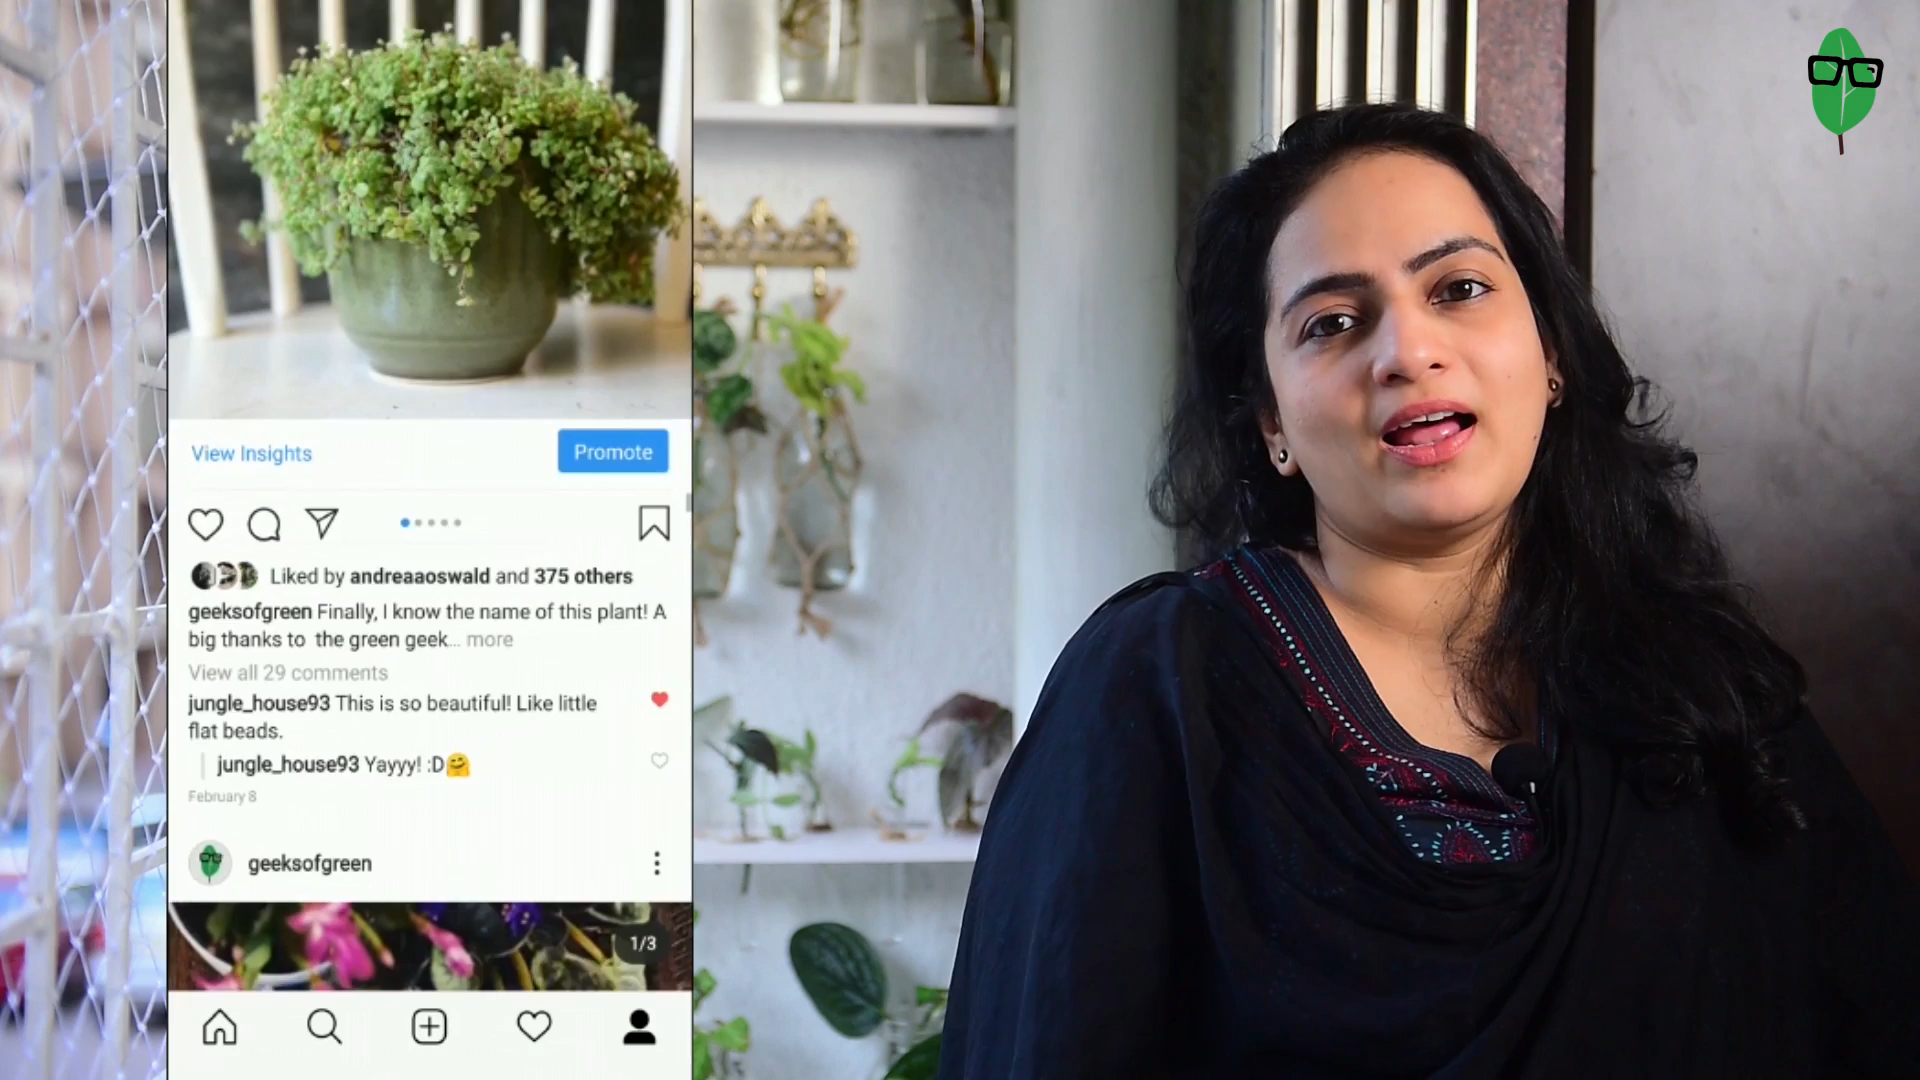 View Insights
Promote
Liked by andreaaoswald and 375 others
geeksofgreen Finally, I know the name of this plant! A
big thanks to the green geek... more
View all 29 comments
jungle_house93 This is so beautiful! Like little
flat beads.
jungle_house93 Yayyy! :D🤗
February 8
geeksofgreen
1/3